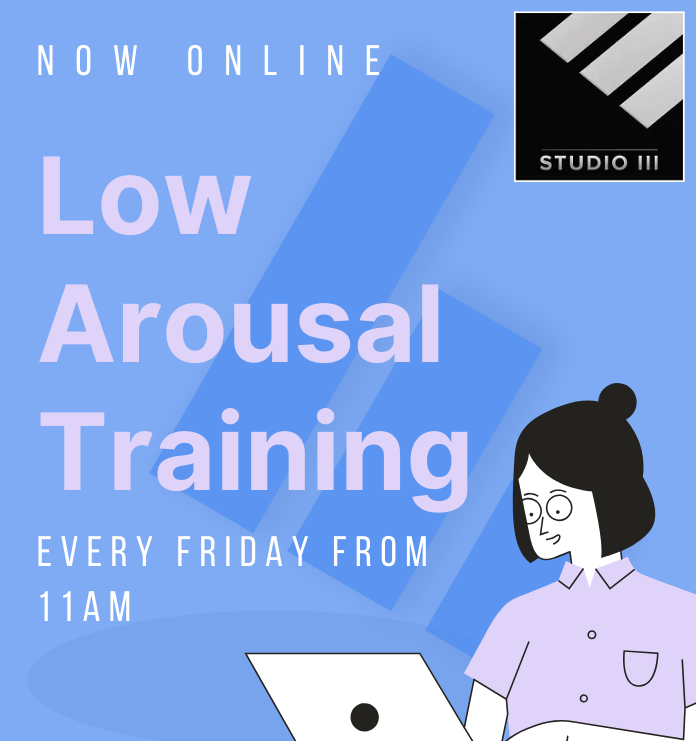 NOW ONLINE
STUDIO III
Low
Arousal
Training
EVERY FRIDAY FROM
11AM